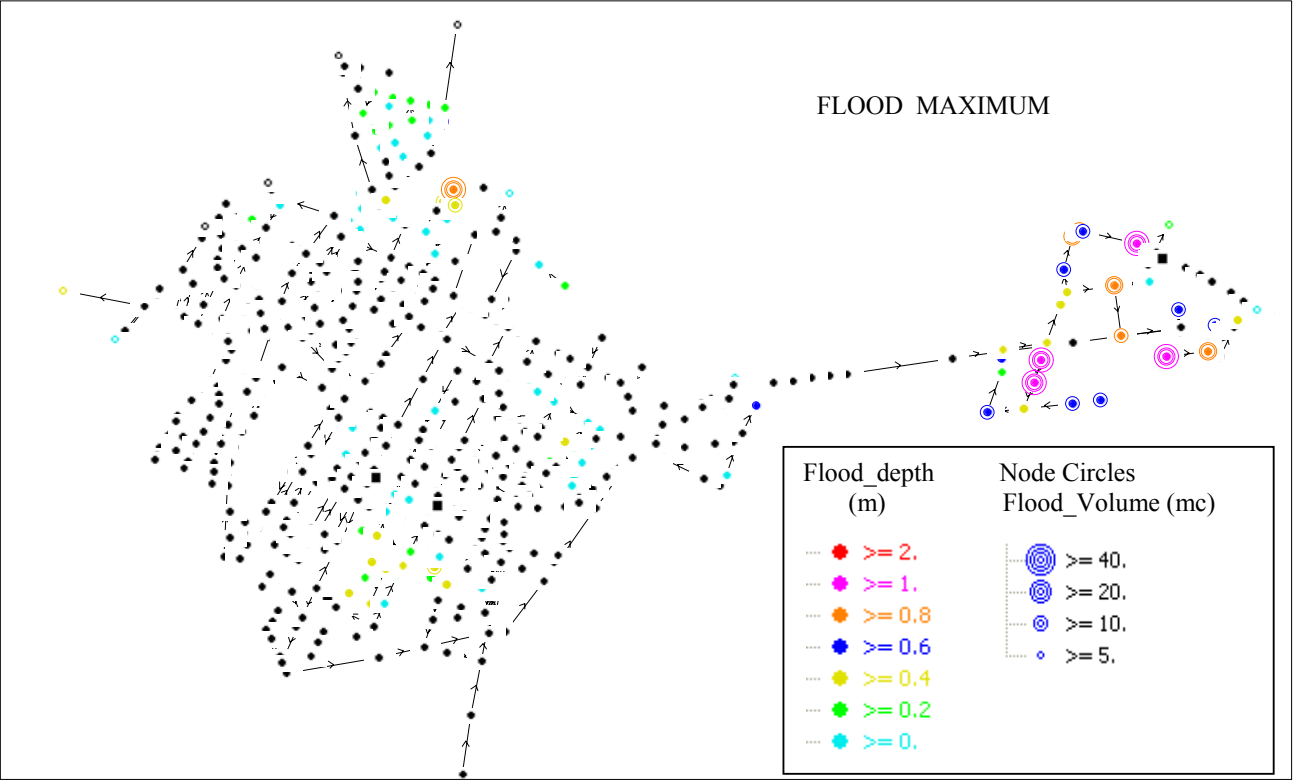 FLOOD MAXIMUM
Flood_depth
(m)
>= 2.
>= 1.
>= 0.8
>= 0.6
>= 0.4
>= 0.2
>= 0.
Node Circles
Flood_Volume (mc)
>= 40.
>= 20.
>= 10.
>= 5.